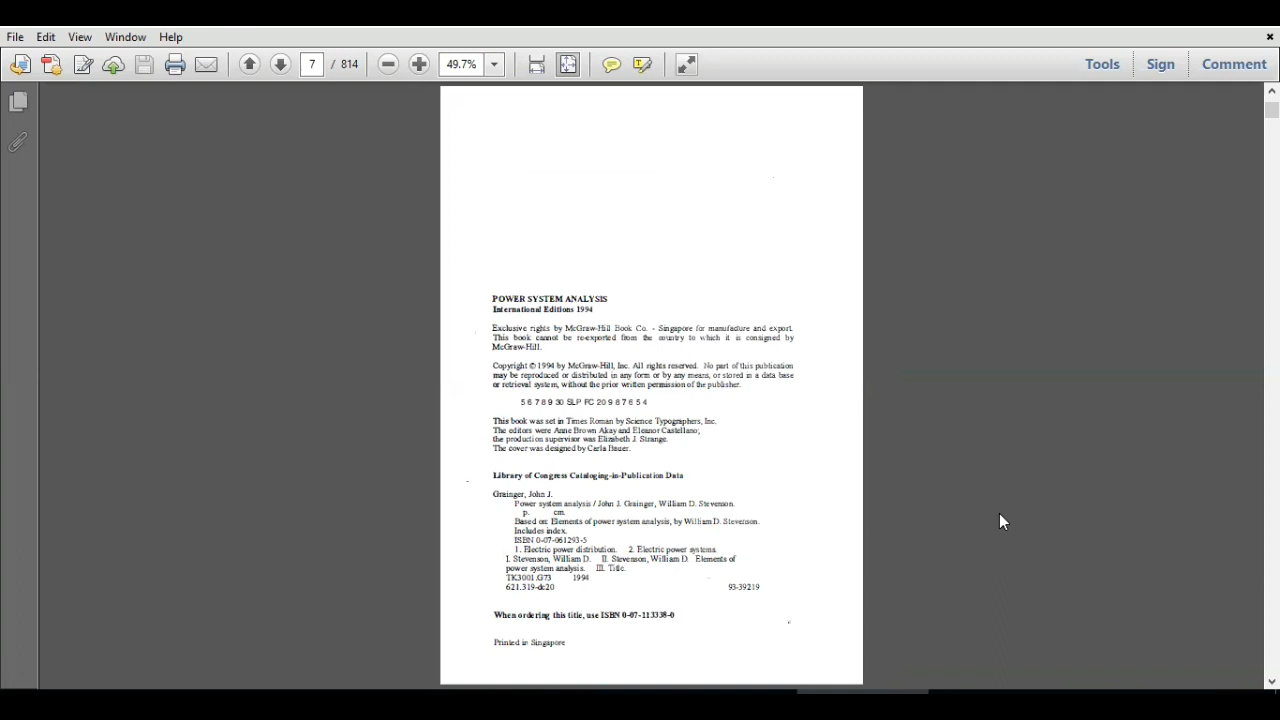 File Edit View Window Help
7 / 814 49.7% Tools Sign Comment
POWER SYSTEM ANALYSIS
International Editions 1994
Exclusive rights by McGraw-Hill Book Co. - Singapore for manufacture and export.
This book cannot be re-exported from the country to which it is consigned by
McGraw-Hill.
Copyright © 1994 by McGraw-Hill, Inc. All rights reserved. No part of this publication
may be reproduced or distributed in any form or by any means, or stored in a data base
or retrieval system, without the prior written permission of the publisher.
5 6 7 8 9 30 SLP FC 20 9 8 7 6 5 4
This book was set in Times Roman by Science Typographers, Inc.
The editors were Anne Brown Akay and Eleanor Castellano;
the production supervisor was Elizabeth J. Strange.
The cover was designed by Carla Bauer.
Library of Congress Cataloging-in-Publication Data
Grainger, John J.
Power system analysis / John J. Grainger, William D. Stevenson.
p. cm.
Based on: Elements of power system analysis, by William D. Stevenson.
Includes index.
ISBN 0-07-061293-5
1. Electric power distribution. 2. Electric power systems.
I. Stevenson, William D. II. Stevenson, William D. Elements of
power system analysis. III. Title.
TK3001.G73 1994
621.319-dc20 93-39219
When ordering this title, use ISBN 0-07-113338-0
Printed in Singapore